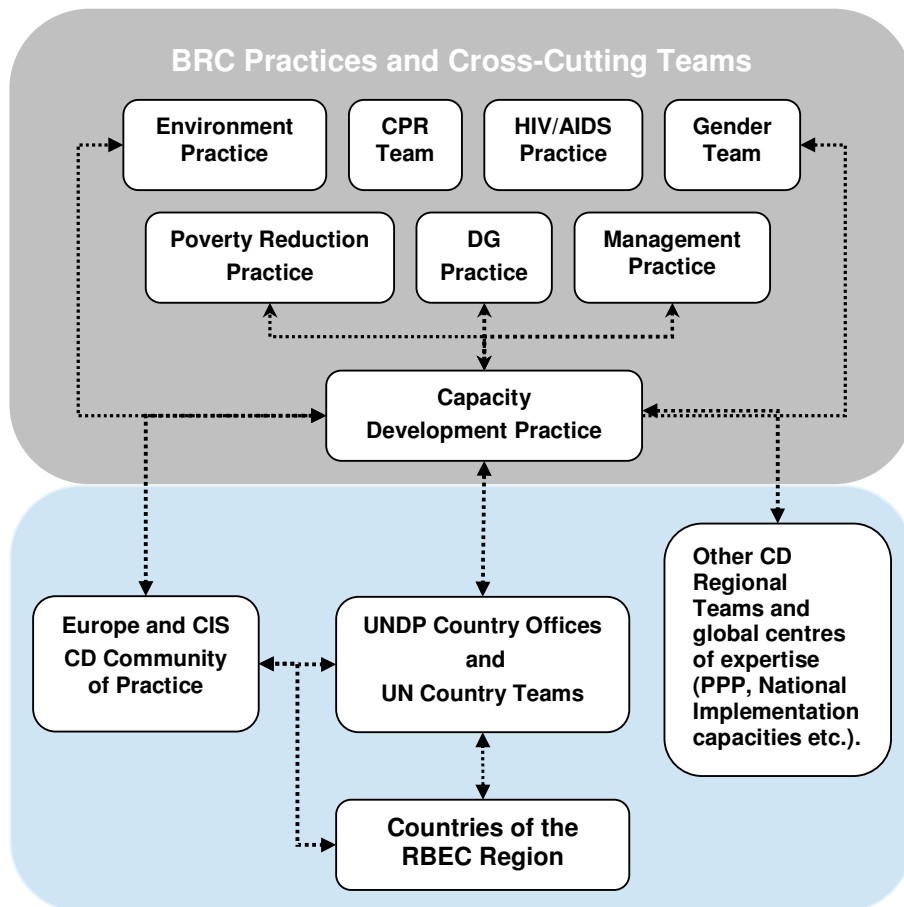 BRC Practices and Cross-Cutting Teams
Environment
Practice
CPR
Team
HIV/AIDS
Practice
Gender
Team
Poverty Reduction
Practice
DG
Practice
Management
Practice
Capacity
Development Practice
Europe and CIS
CD Community
of Practice
UNDP Country Offices
and
UN Country Teams
Other CD
Regional
Teams and
global centres
of expertise
(PPP, National
Implementation
capacities etc.).
Countries of the
RBEC Region